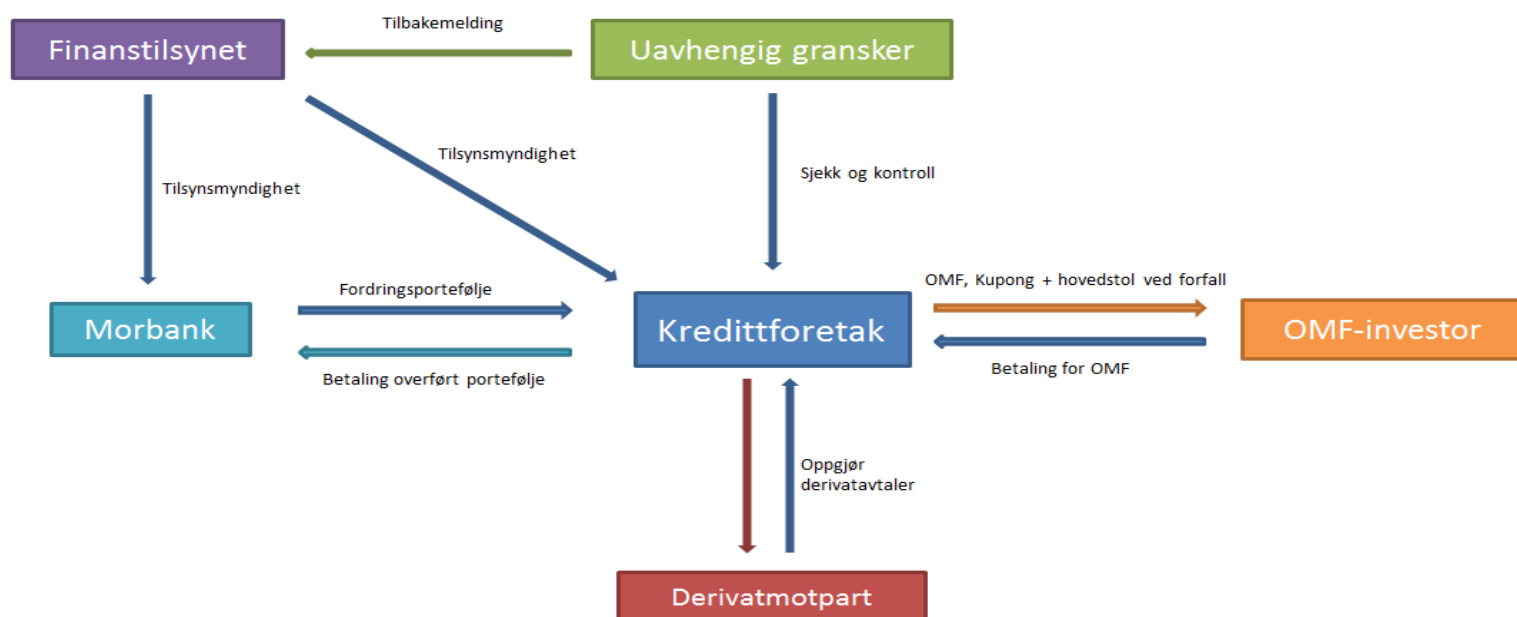 Tilbakemelding
Finanstilsynet
Uavhengig gransker
Tilsynsmyndighet
Tilsynsmyndighet
Sjekk og kontroll
Fordringsportefølje
OMF, Kupong + hovedstol ved forfall
Morbank
Kredittforetak
OMF-investor
Betaling overført portefølje
Betaling for OMF
Oppgjør
derivatavtaler
Derivatmotpart